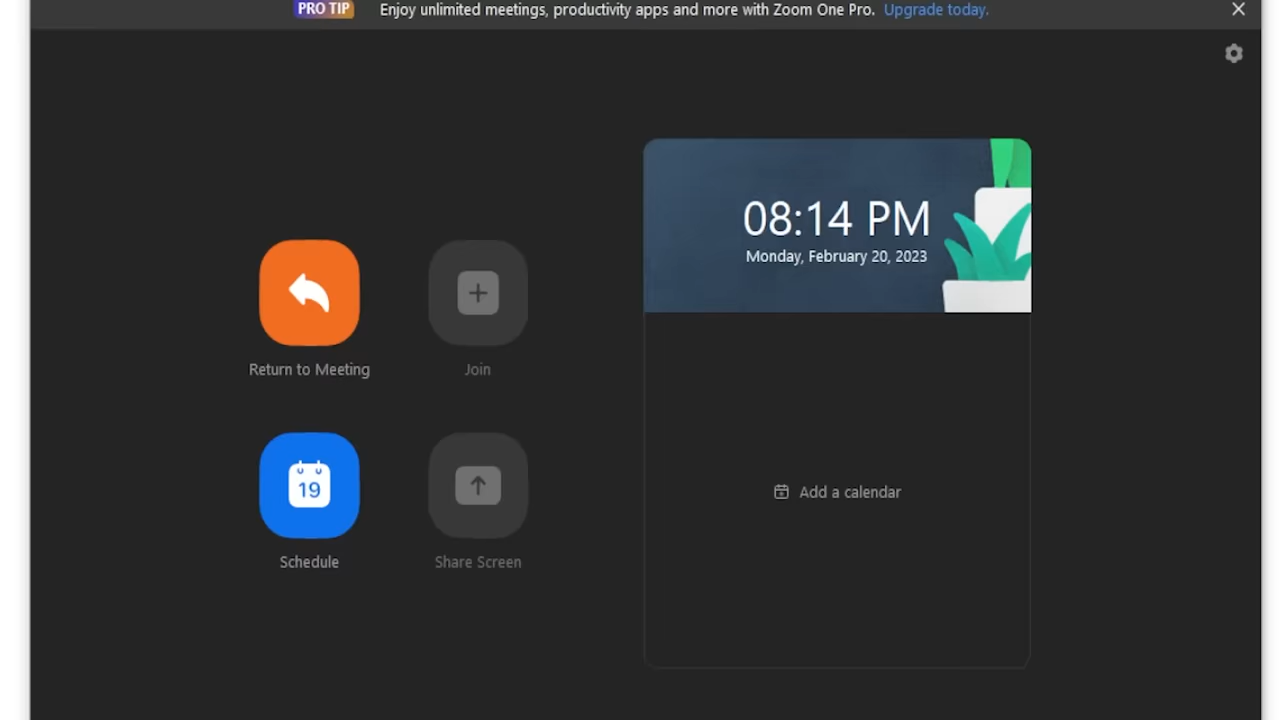 PRO TIP Enjoy unlimited meetings, productivity apps and more with Zoom One Pro. Upgrade today.
08:14 PM
Monday, February 20, 2023
Return to Meeting
Join
19
Schedule
Share Screen
Add a calendar